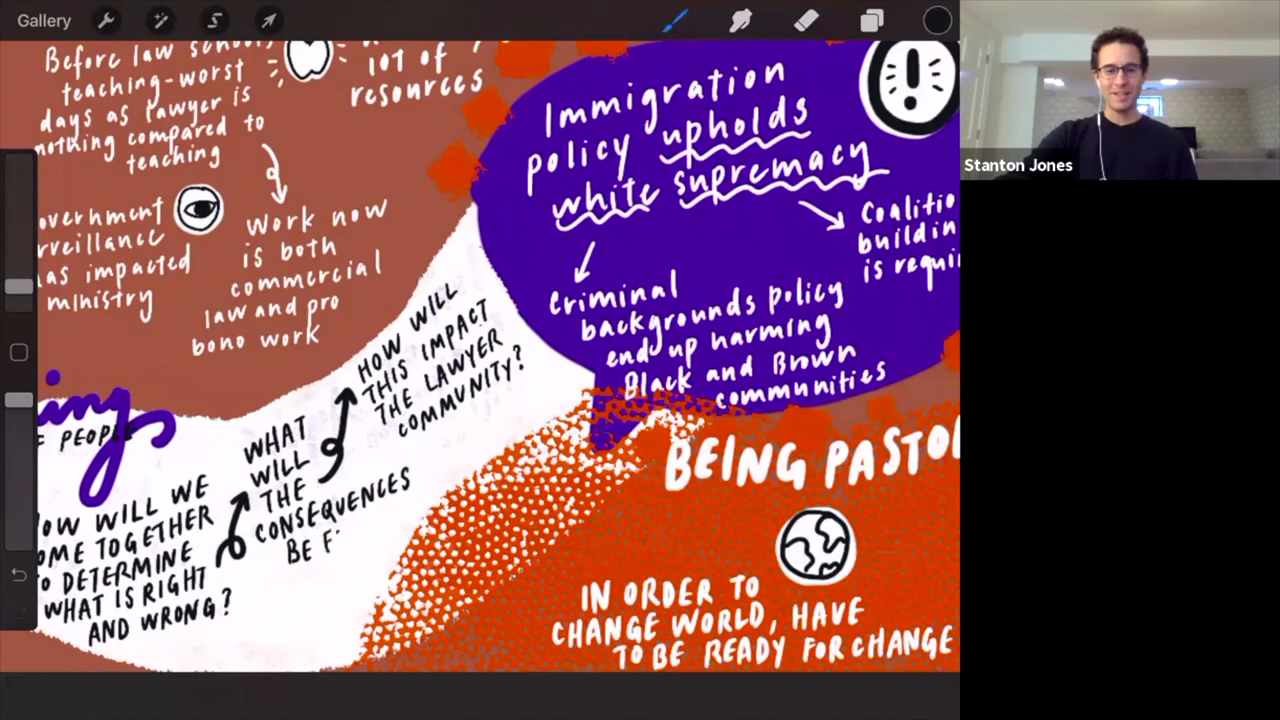 Gallery
Before law school,
teaching-worst
days as lawyer is
nothing compared to
teaching
lot of
resources
overnment
rveillance
as impacted
ministry
Work now
is both
commercial
law and pro
bono work
Immigration
policy upholds
white supremacy
Criminal
backgrounds policy
end up harming
Black and Brown
communities
Coalitio
buildin
is requi
ing
E PEOPLE
OW WILL WE
OME TOGETHER
O DETERMINE
WHAT IS RIGHT
AND WRONG?
WHAT
WILL
THE
CONSEQUENCES
BE F
HOW WILL
THIS IMPACT
THE LAWYER
COMMUNITY?
BEING PASTO
IN ORDER TO
CHANGE WORLD, HAVE
TO BE READY FOR CHANGE
Stanton Jones